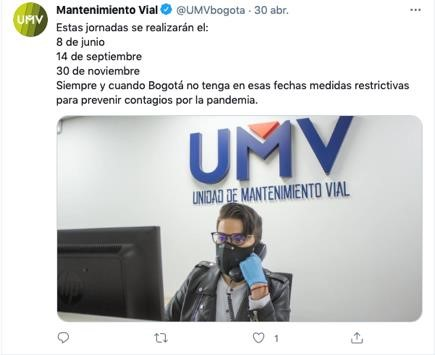 UMV
Mantenimiento Vial @UMVbogota · 30 abr. ...
Estas jornadas se realizarán el:
8 de junio
14 de septiembre
30 de noviembre
Siempre y cuando Bogotá no tenga en esas fechas medidas restrictivas
para prevenir contagios por la pandemia.
UMV
UNIDAD DE MANTENIMIENTO VIAL
1